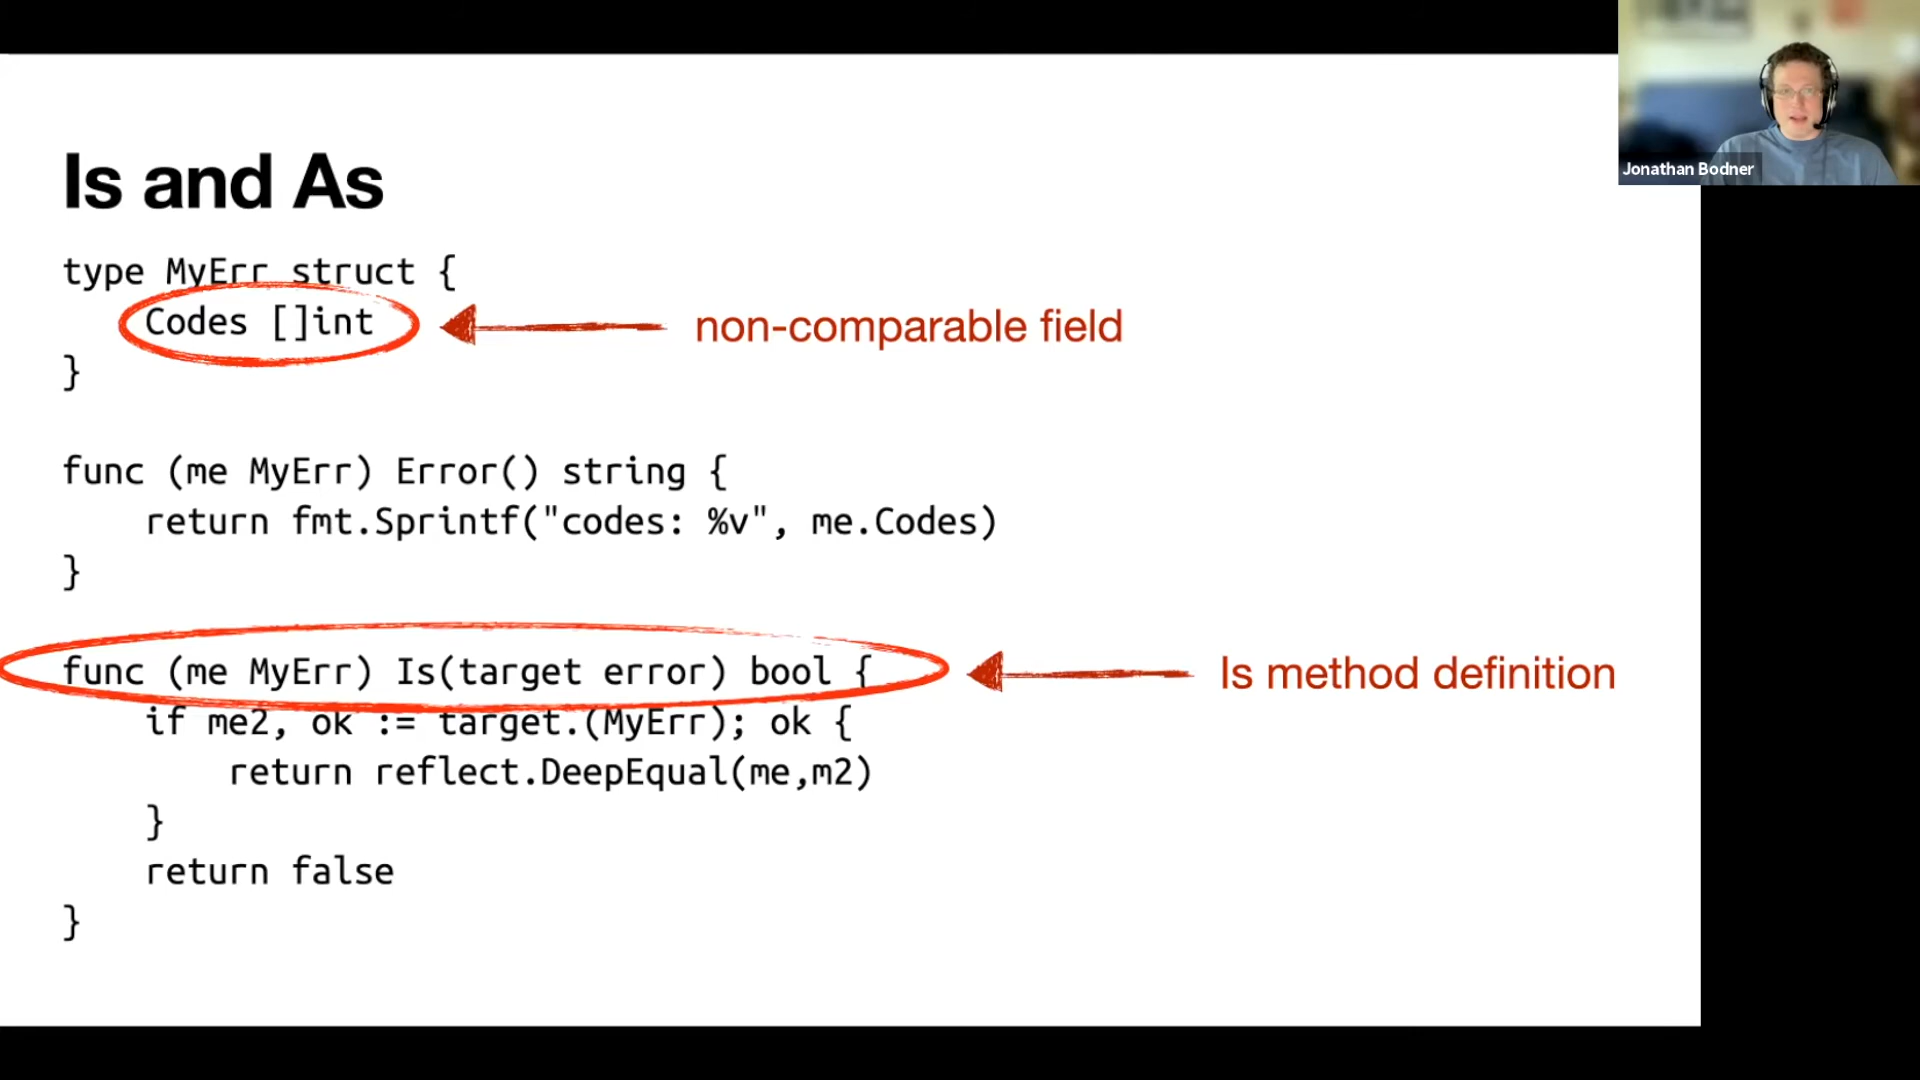 Jonathan Bodner
Is and As
type MyErr struct {
Codes []int
non-comparable field
}
func (me MyErr) Error() string {
return fmt.Sprintf("codes: %v", me.Codes)
}
func (me MyErr) Is(target error) bool {
Is method definition
if me2, ok := target.(MyErr); ok {
return reflect.DeepEqual(me,m2)
}
return false
}